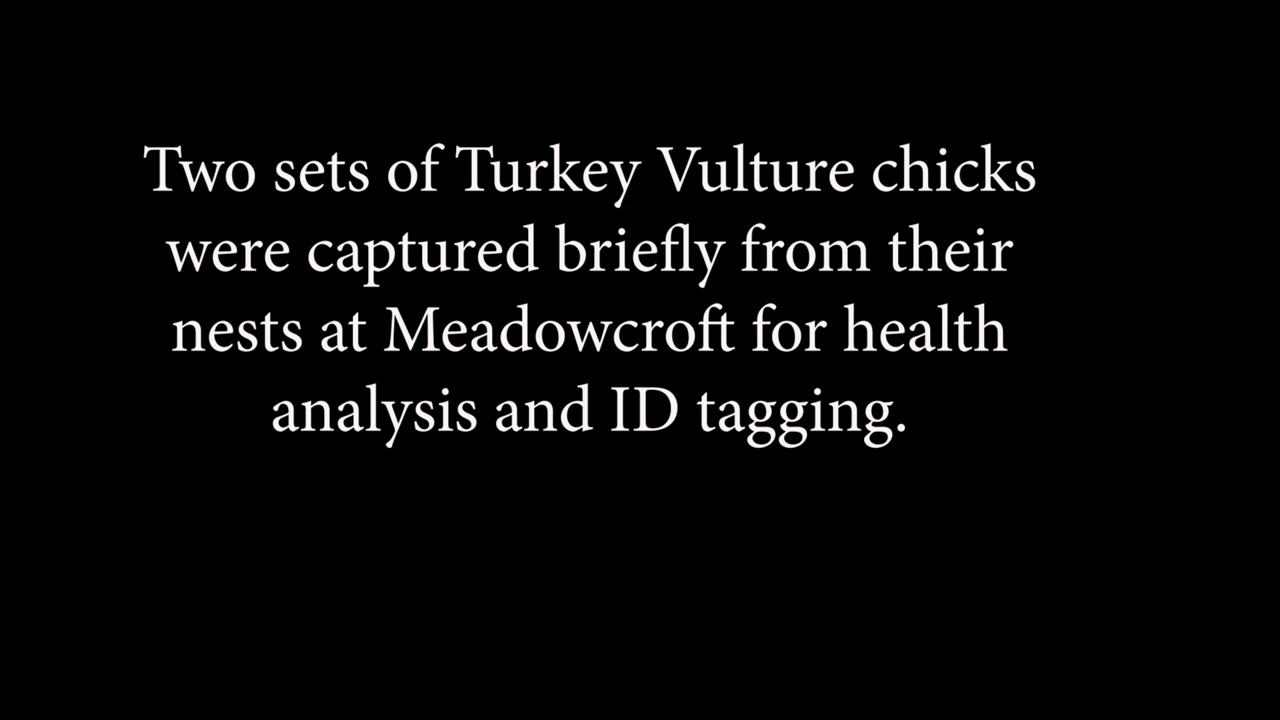 Two sets of Turkey Vulture chicks
were captured briefly from their
nests at Meadowcroft for health
analysis and ID tagging.